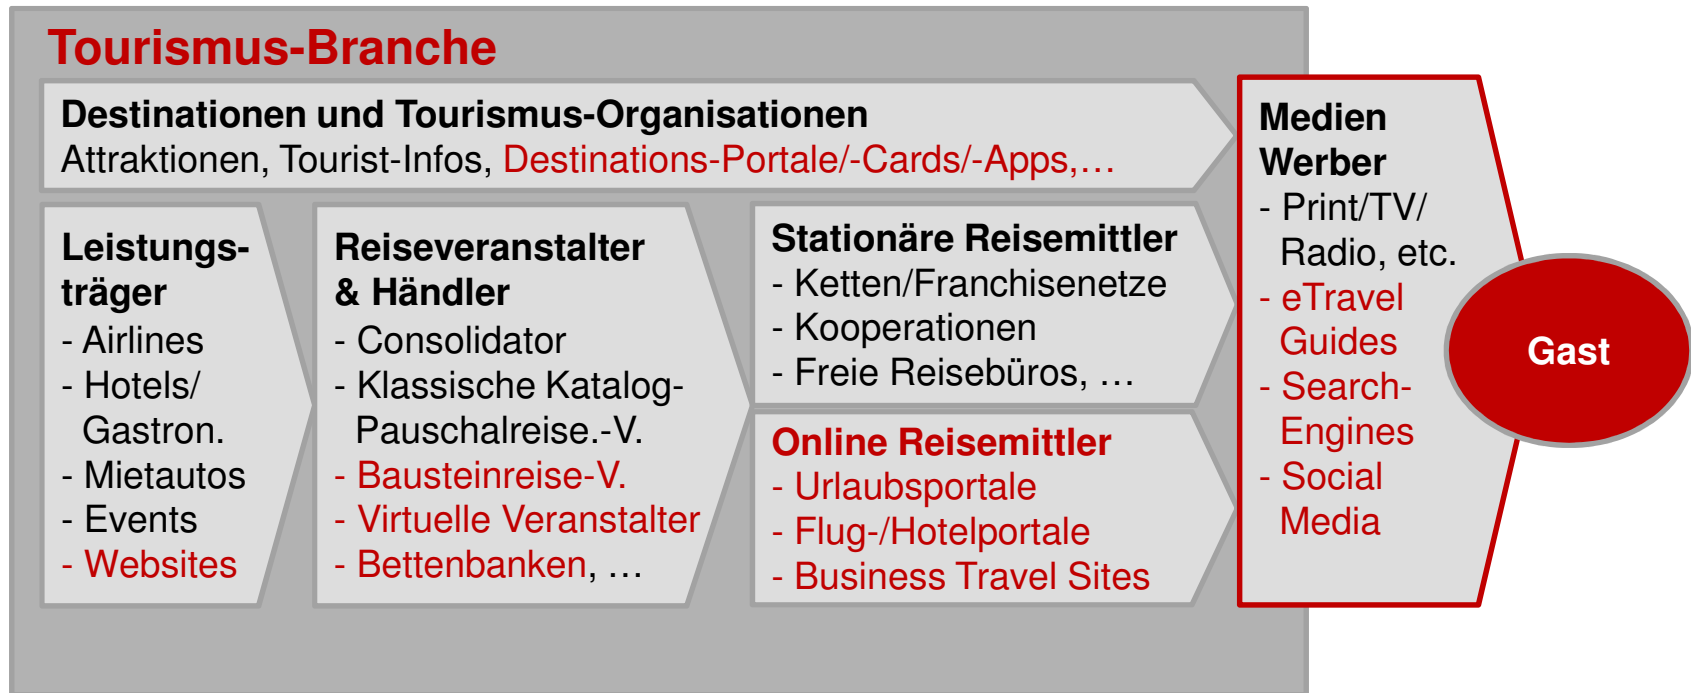 Tourismus-Branche
Destinationen und Tourismus-Organisationen
Attraktionen, Tourist-Infos, Destinations-Portale/-Cards/-Apps,…
Leistungs-
träger
- Airlines
- Hotels/
Gastron.
- Mietautos
- Events
- Websites
Reiseveranstalter
& Händler
- Consolidator
- Klassische Katalog-
Pauschalreise.-V.
- Bausteinreise-V.
- Virtuelle Veranstalter
- Bettenbanken, …
Stationäre Reisemittler
- Ketten/Franchisenetze
- Kooperationen
- Freie Reisebüros, …
Online Reisemittler
- Urlaubsportale
- Flug-/Hotelportale
- Business Travel Sites
Medien
Werber
- Print/TV/
Radio, etc.
- eTravel
Guides
- Search-
Engines
- Social
Media
Gast